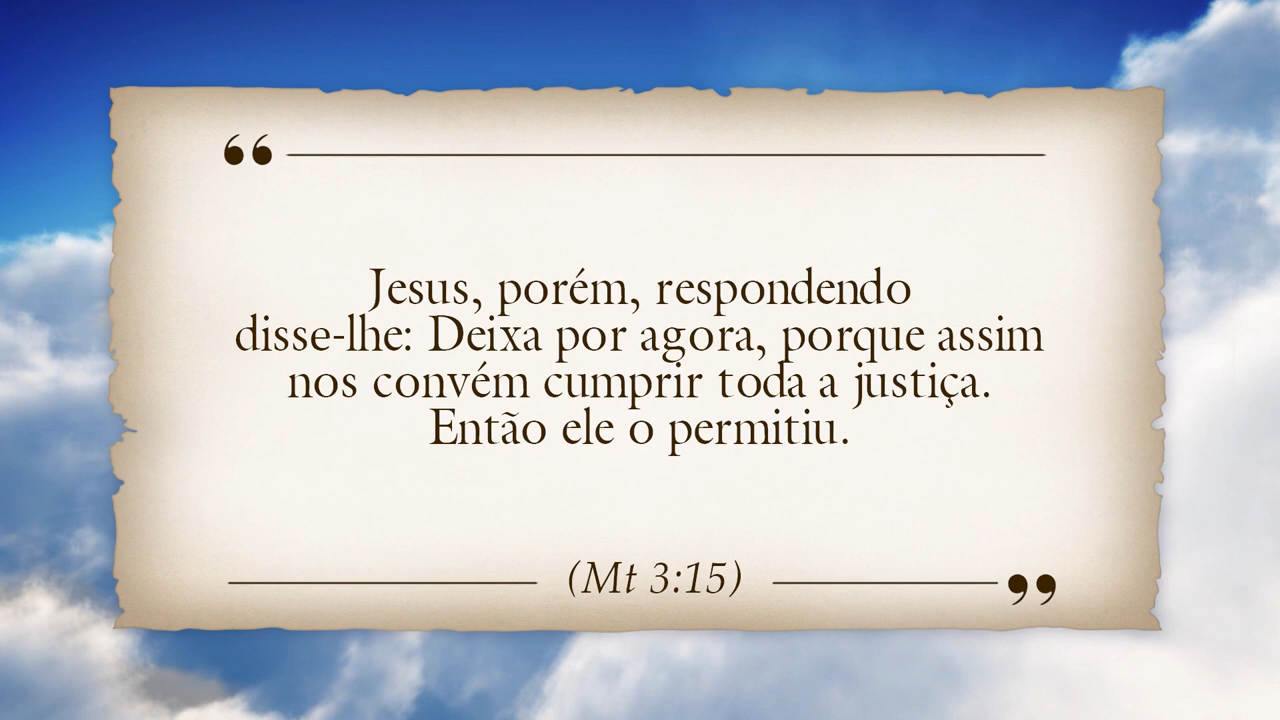 “
Jesus, porém, respondendo
disse-lhe: Deixa por agora, porque assim
nos convém cumprir toda a justiça.
Então ele o permitiu.
(Mt 3:15)
”